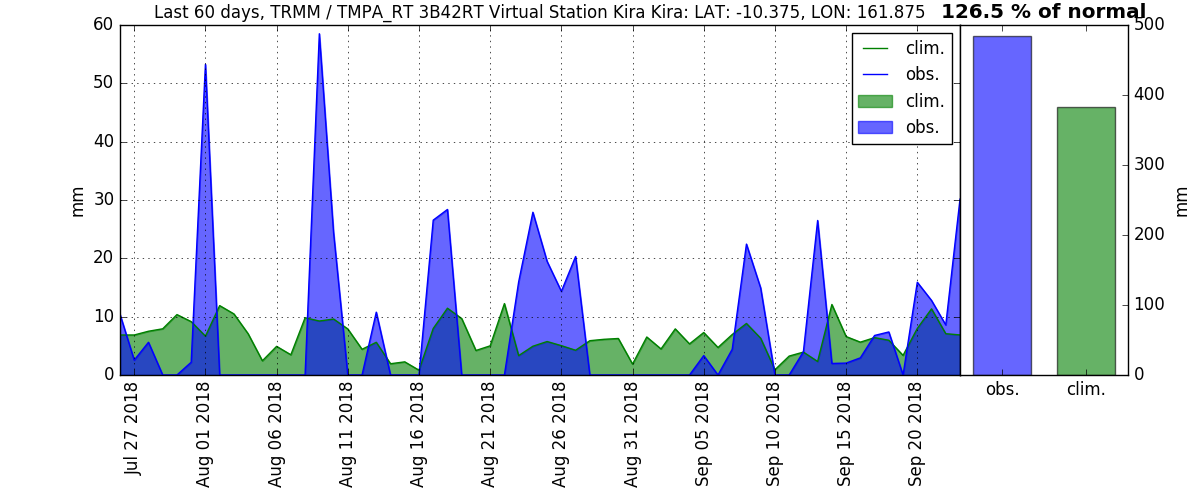 Last 60 days, TRMM / TMPA_RT 3B42RT Virtual Station Kira Kira: LAT: -10.375, LON: 161.875
126.5 % of normal
60
50
40
30
20
10
0
mm
clim.
obs.
clim.
obs.
500
400
300
200
100
0
mm
obs.
clim.
Jul 27 2018
Aug 01 2018
Aug 06 2018
Aug 11 2018
Aug 16 2018
Aug 21 2018
Aug 26 2018
Aug 31 2018
Sep 05 2018
Sep 10 2018
Sep 15 2018
Sep 20 2018